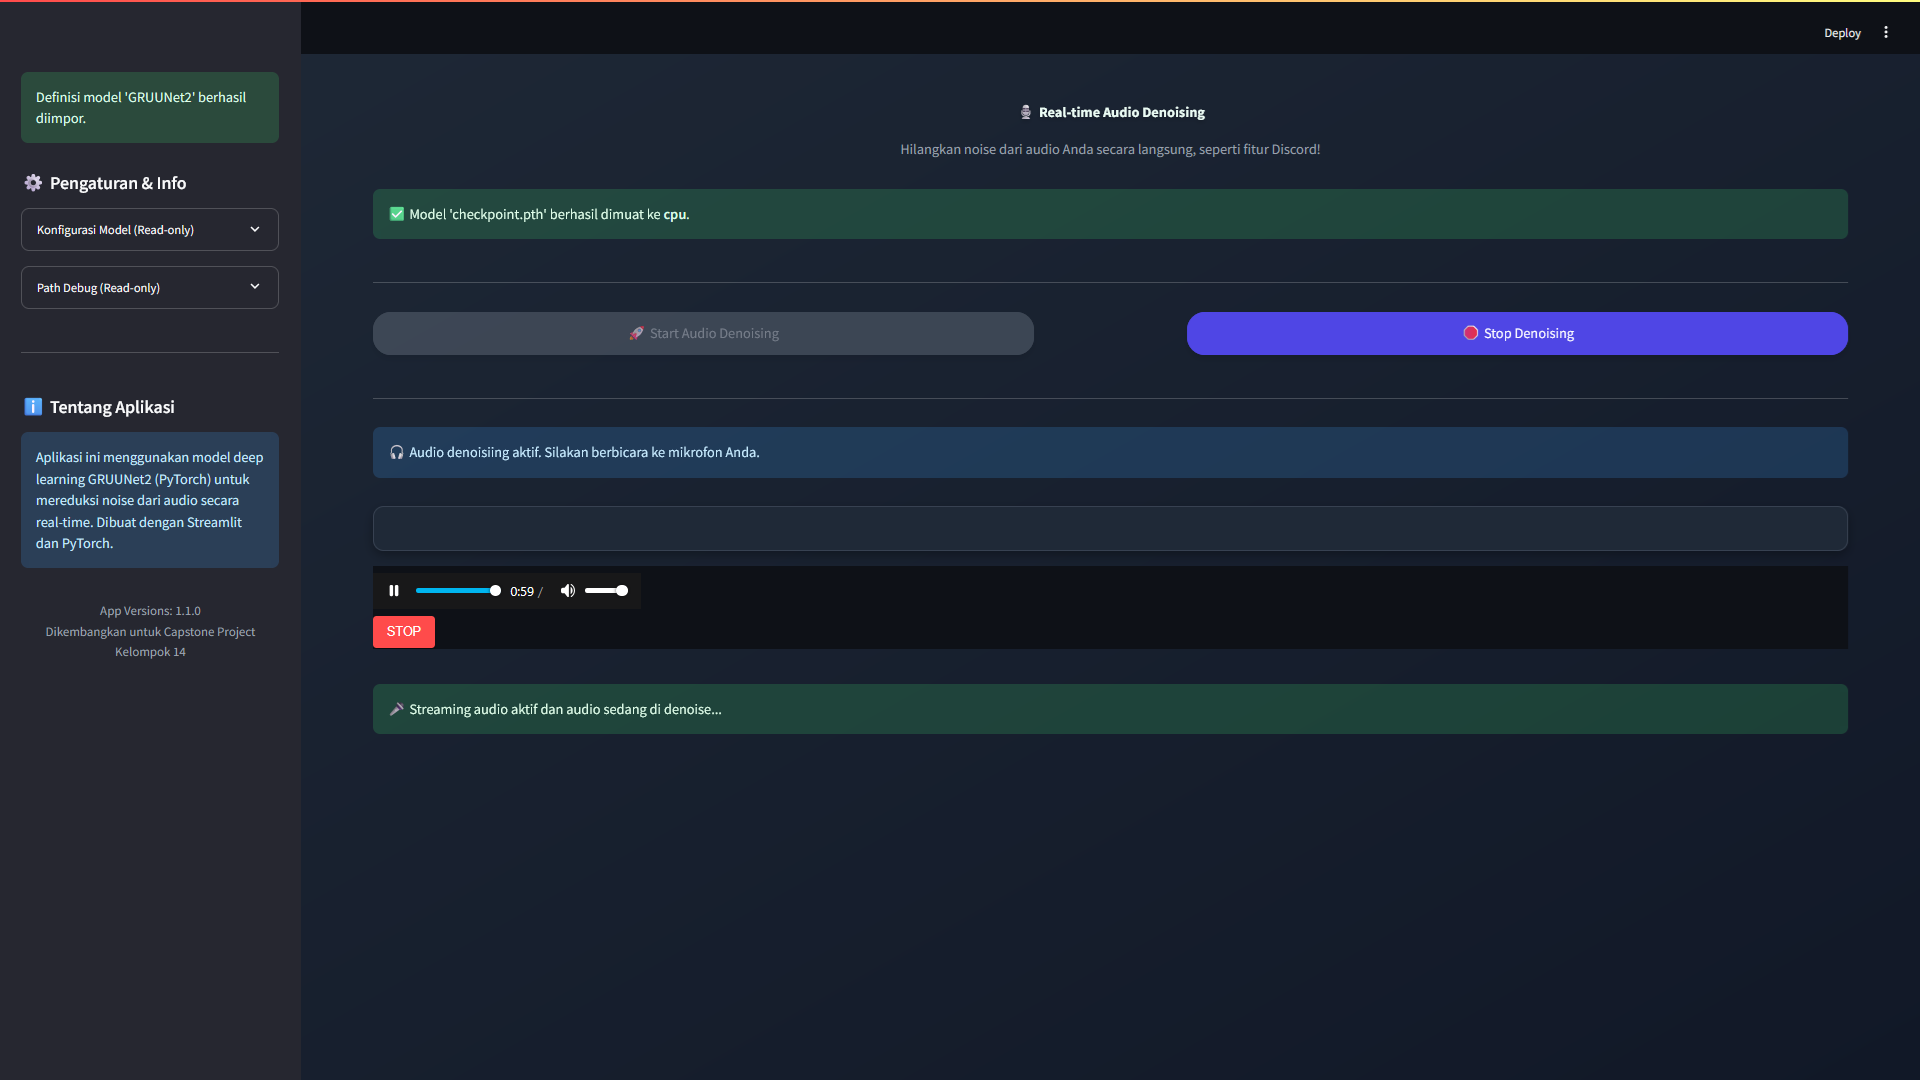 Deploy
Definisi model 'GRUUNet2' berhasil
diimpor.
Pengaturan & Info
Konfigurasi Model (Read-only)
Path Debug (Read-only)
Tentang Aplikasi
Aplikasi ini menggunakan model deep
learning GRUUNet2 (PyTorch) untuk
mereduksi noise dari audio secara
real-time. Dibuat dengan Streamlit
dan PyTorch.
App Versions: 1.1.0
Dikembangkan untuk Capstone Project
Kelompok 14
Real-time Audio Denoising
Hilangkan noise dari audio Anda secara langsung, seperti fitur Discord!
Model 'checkpoint.pth' berhasil dimuat ke cpu.
Start Audio Denoising
Stop Denoising
Audio denoisiing aktif. Silakan berbicara ke mikrofon Anda.
0:59 /
STOP
Streaming audio aktif dan audio sedang di denoise...